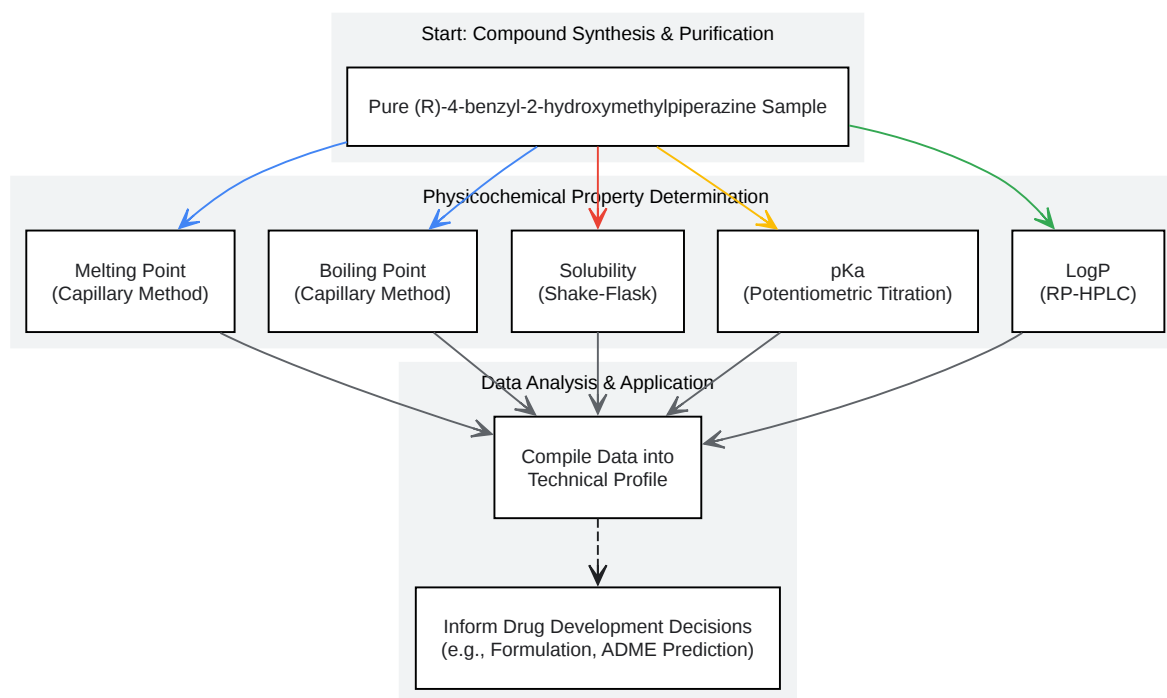 Start: Compound Synthesis & Purification
Pure (R)-4-benzyl-2-hydroxymethylpiperazine Sample
Physicochemical Property Determination
Melting Point
(Capillary Method)
Boiling Point
(Capillary Method)
Solubility
(Shake-Flask)
pKa
(Potentiometric Titration)
LogP
(RP-HPLC)
Data Analysis & Application
Compile Data into
Technical Profile
Inform Drug Development Decisions
(e.g., Formulation, ADME Prediction)